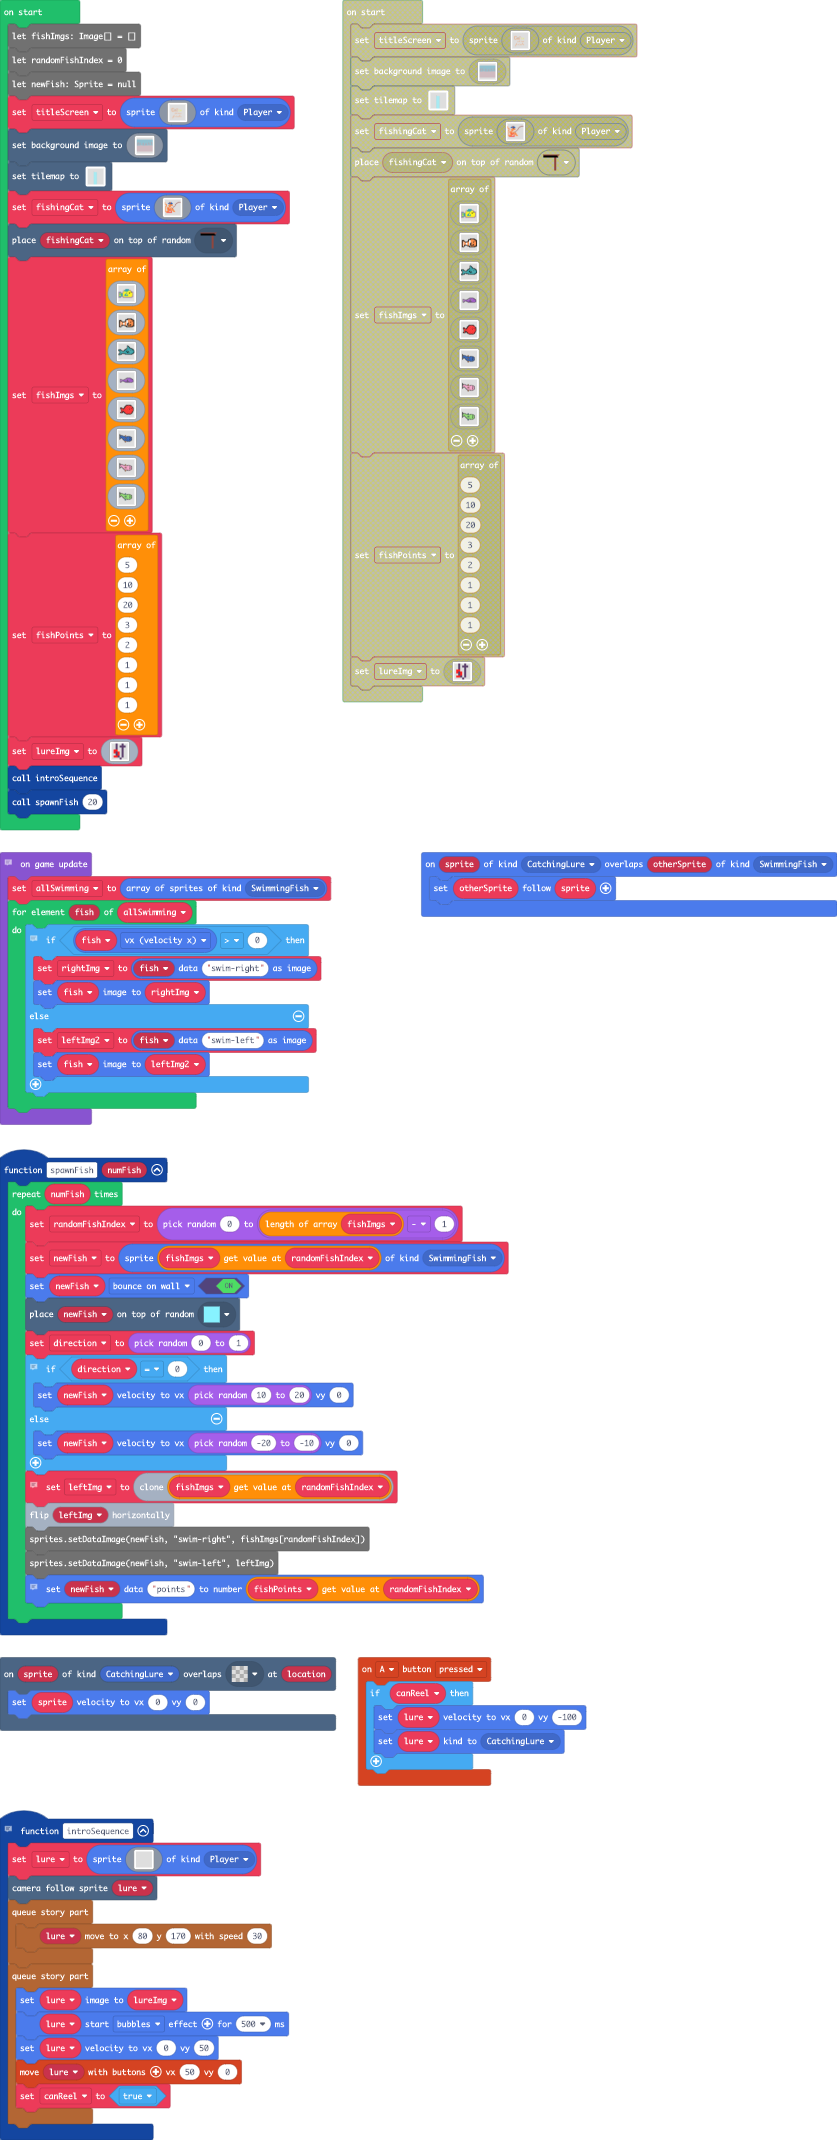 on start
let fishImgs: Image[] = []
let randomFishIndex = 0
let newFish: Sprite = null
set titleScreen to sprite of kind Player
set background image to
set tilemap to
set fishingCat to sprite of kind Player
place fishingCat on top of random
array of
set fishImgs to
array of
5
10
20
3
set fishPoints to
2
1
1
1
set lureImg to
call introSequence
call spawnFish 20
on start
set titleScreen to sprite of kind Player
set background image to
set tilemap to
set fishingCat to sprite of kind Player
place fishingCat on top of random
array of
set fishImgs to
array of
5
10
20
3
set fishPoints to
2
1
1
1
set lureImg to
on game update
set allSwimming to array of sprites of kind SwimmingFish
for element fish of allSwimming
do
if fish vx (velocity x) > 0 then
set rightImg to fish data "swim-right" as image
set fish image to rightImg
else
set leftImg2 to fish data "swim-left" as image
set fish image to leftImg2
on sprite of kind CatchingLure overlaps otherSprite of kind SwimmingFish
set otherSprite follow sprite
function spawnFish numFish
repeat numFish times
do
set randomFishIndex to pick random 0 to length of array fishImgs - 1
set newFish to sprite fishImgs get value at randomFishIndex of kind SwimmingFish
set newFish bounce on wall ON
place newFish on top of random
set direction to pick random 0 to 1
if direction = 0 then
set newFish velocity to vx pick random 10 to 20 vy 0
else
set newFish velocity to vx pick random -20 to -10 vy 0
set leftImg to clone fishImgs get value at randomFishIndex
flip leftImg horizontally
sprites.setDataImage(newFish, "swim-right", fishImgs[randomFishIndex])
sprites.setDataImage(newFish, "swim-left", leftImg)
set newFish data "points" to number fishPoints get value at randomFishIndex
on sprite of kind CatchingLure overlaps at location
set sprite velocity to vx 0 vy 0
on A button pressed
if canReel then
set lure velocity to vx 0 vy -100
set lure kind to CatchingLure
function introSequence
set lure to sprite of kind Player
camera follow sprite lure
queue story part
lure move to x 80 y 170 with speed 30
queue story part
set lure image to lureImg
lure start bubbles effect for 500 ms
set lure velocity to vx 0 vy 50
move lure with buttons vx 50 vy 0
set canReel to true